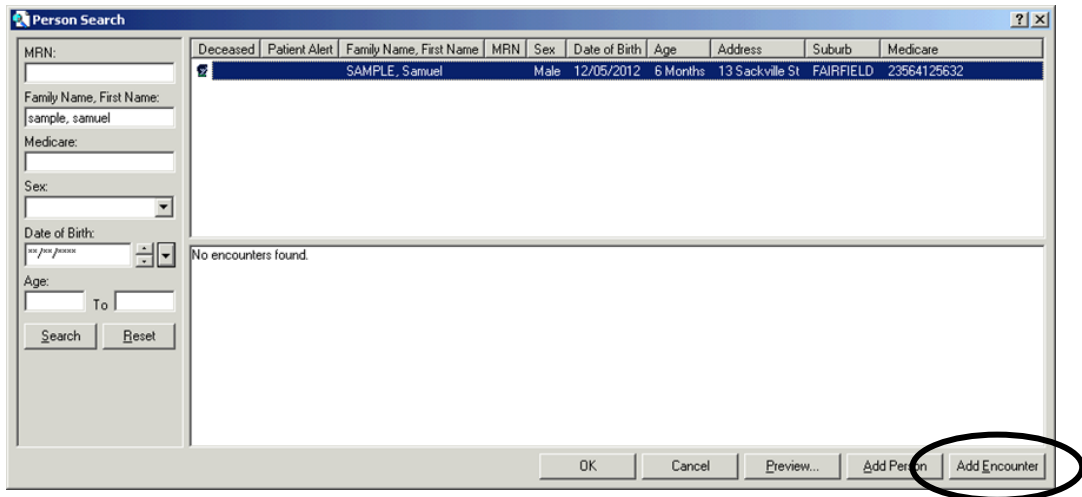 Person Search
MRN:
Family Name, First Name:
sample, samuel
Medicare:
Sex:
Date of Birth:
**/**/****
Age:
To
Search Reset
Deceased Patient Alert Family Name, First Name MRN Sex Date of Birth Age Address Suburb Medicare
SAMPLE, Samuel Male 12/05/2012 6 Months 13 Sackville St FAIRFIELD 23564125632
No encounters found.
OK Cancel Preview... Add Person Add Encounter